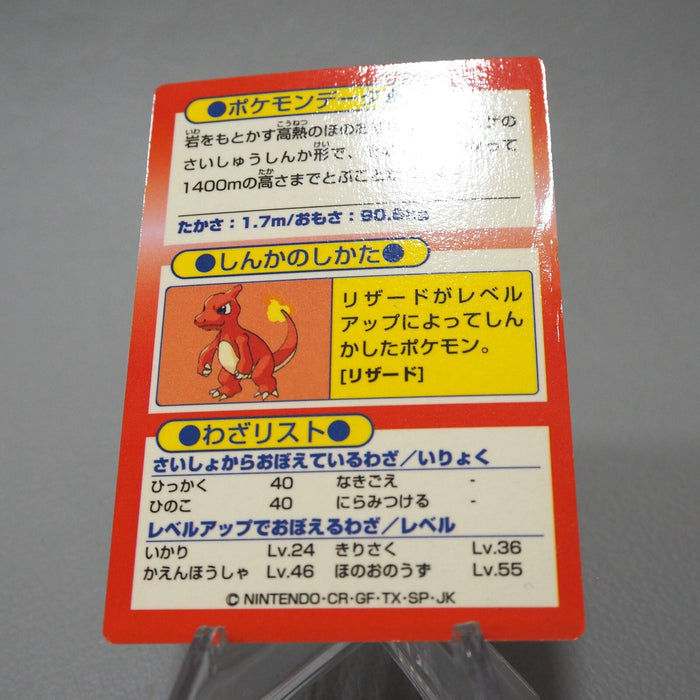 ●ポケモンデータ
岩をもとかす高熱のほのお
さいしゅうしんか形で、
1400mの高さまでとぶこと
たかさ：1.7m/おもさ：90.5kg
●しんかのしかた●
リザードがレベル
アップによってしん
かしたポケモン。
[リザード]
●わざリスト●
さいしょからおぼえているわざ／いりょく
ひっかく 40 なきごえ -
ひのこ 40 にらみつける -
レベルアップでおぼえるわざ／レベル
いかり Lv.24 きりさく Lv.36
かえんほうしゃ Lv.46 ほのおのうず Lv.55
©NINTENDO・CR・GF・TX・SP・JK